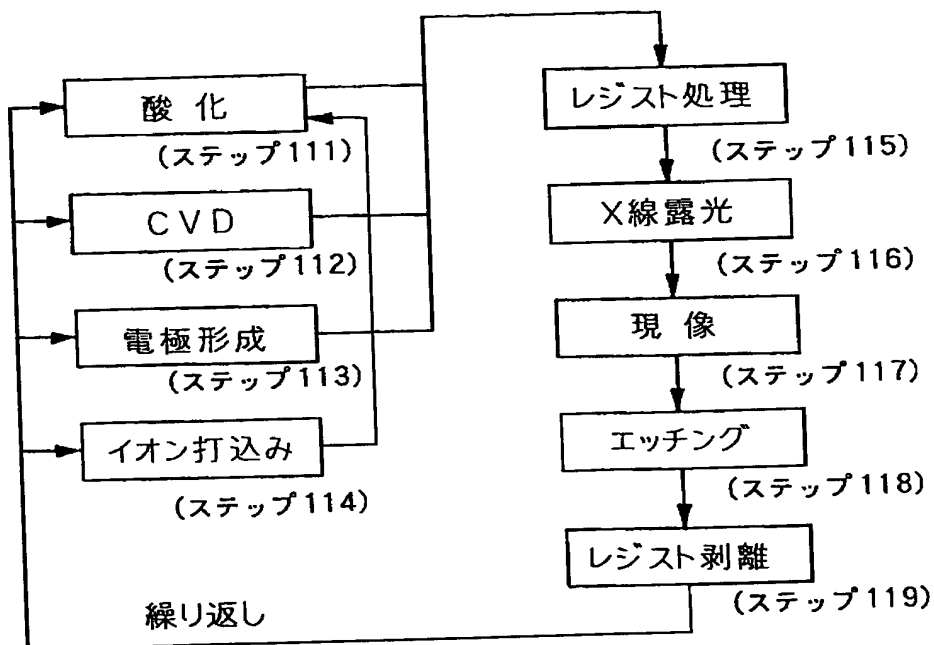 酸化
(ステップ111)
CVD
(ステップ112)
電極形成
(ステップ113)
イオン打込み
(ステップ114)
レジスト処理
(ステップ115)
X線露光
(ステップ116)
現像
(ステップ117)
エッチング
(ステップ118)
レジスト剥離
(ステップ119)
繰り返し